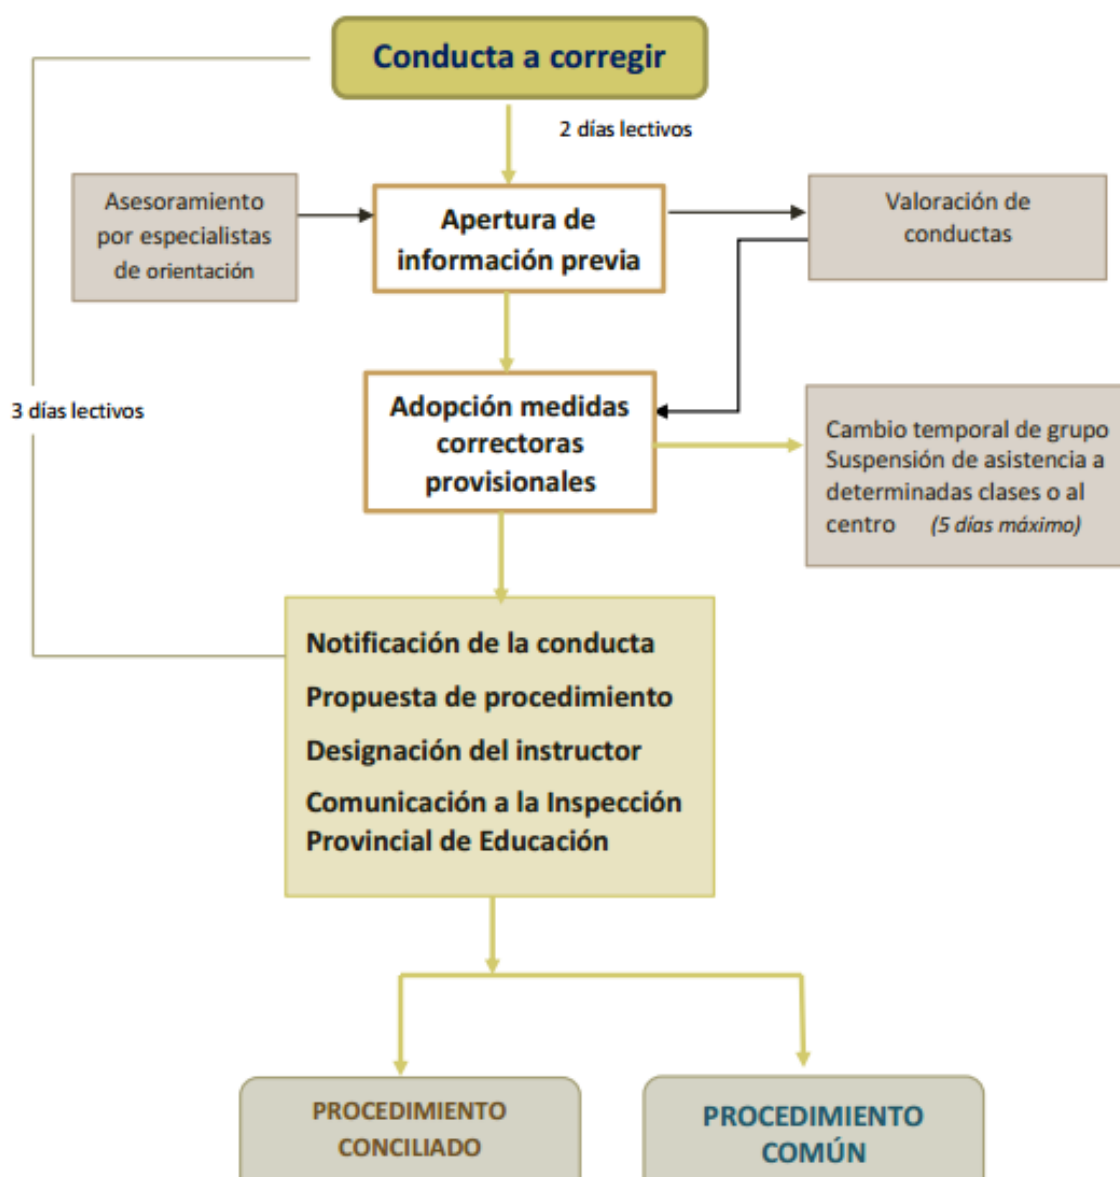 Conducta a corregir
2 días lectivos
Asesoramiento
por especialistas
de orientación
Apertura de
información previa
Valoración de
conductas
3 días lectivos
Adopción medidas
correctoras
provisionales
Cambio temporal de grupo
Suspensión de asistencia a
determinadas clases o al
centro (5 días máximo)
Notificación de la conducta
Propuesta de procedimiento
Designación del instructor
Comunicación a la Inspección
Provincial de Educación
PROCEDIMIENTO
CONCILIADO
PROCEDIMIENTO
COMÚN